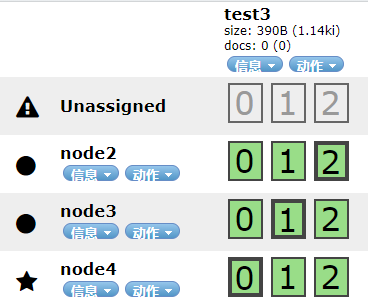 test3
size: 390B (1.14ki)
docs: 0 (0)
信息 动作
Unassigned 0 1 2
node2 0 1 2
信息 动作
node3 0 1 2
信息 动作
node4 0 1 2
信息 动作